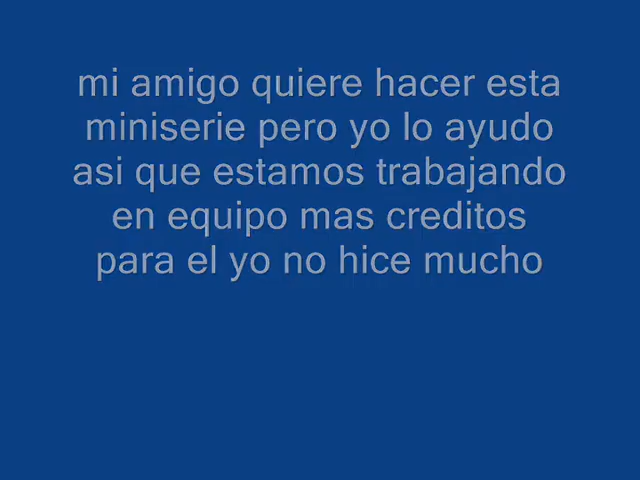 mi amigo quiere hacer esta
miniserie pero yo lo ayudo
asi que estamos trabajando
en equipo mas creditos
para el yo no hice mucho